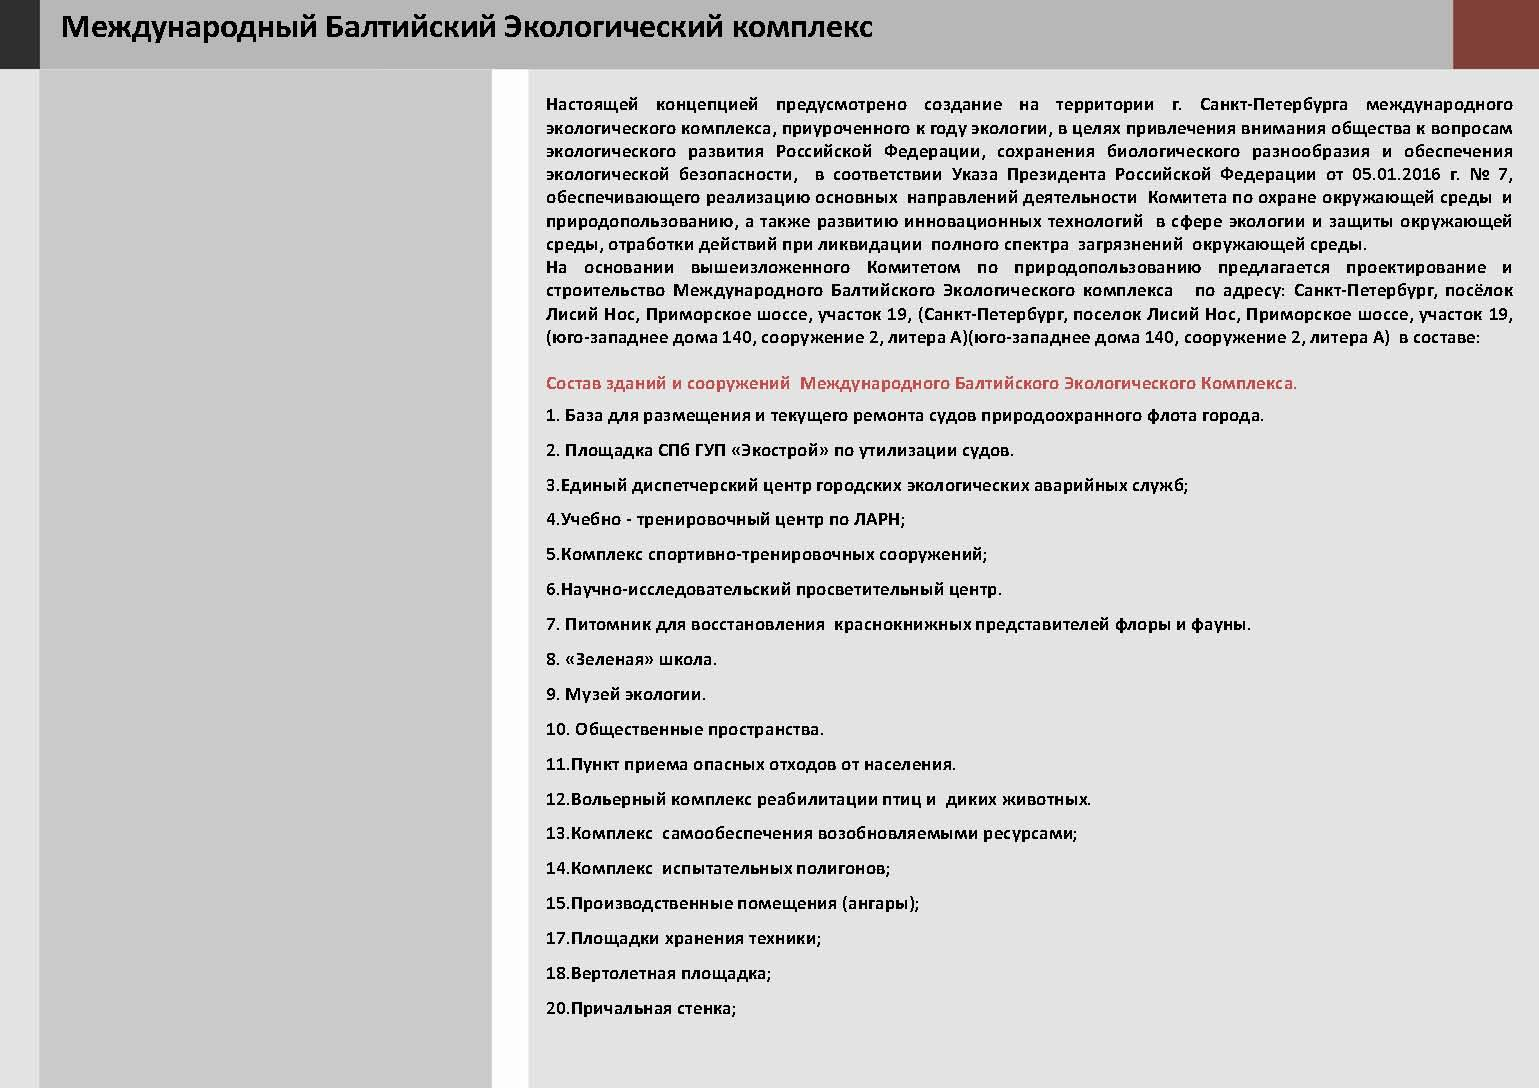 Международный Балтийский Экологический комплекс
Настоящей концепцией предусмотрено создание на территории г. Санкт-Петербурга международного
экологического комплекса, приуроченного к году экологии, в целях привлечения внимания общества к вопросам
экологического развития Российской Федерации, сохранения биологического разнообразия и обеспечения
экологической безопасности, в соответствии Указа Президента Российской Федерации от 05.01.2016 г. № 7,
обеспечивающего реализацию основных направлений деятельности Комитета по охране окружающей среды и
природопользованию, а также развитию инновационных технологий в сфере экологии и защиты окружающей
среды, отработки действий при ликвидации полного спектра загрязнений окружающей среды.
На основании вышеизложенного Комитетом по природопользованию предлагается проектирование и
строительство Международного Балтийского Экологического комплекса по адресу: Санкт-Петербург, посёлок
Лисий Нос, Приморское шоссе, участок 19, (Санкт-Петербург, поселок Лисий Нос, Приморское шоссе, участок 19,
(юго-западнее дома 140, сооружение 2, литера А)(юго-западнее дома 140, сооружение 2, литера А) в составе:
Состав зданий и сооружений Международного Балтийского Экологического Комплекса.
1. База для размещения и текущего ремонта судов природоохранного флота города.
2. Площадка СПб ГУП «Экострой» по утилизации судов.
3.Единый диспетчерский центр городских экологических аварийных служб;
4.Учебно - тренировочный центр по ЛАРН;
5.Комплекс спортивно-тренировочных сооружений;
6.Научно-исследовательский просветительный центр.
7. Питомник для восстановления краснокнижных представителей флоры и фауны.
8. «Зеленая» школа.
9. Музей экологии.
10. Общественные пространства.
11.Пункт приема опасных отходов от населения.
12.Вольерный комплекс реабилитации птиц и диких животных.
13.Комплекс самообеспечения возобновляемыми ресурсами;
14.Комплекс испытательных полигонов;
15.Производственные помещения (ангары);
17.Площадки хранения техники;
18.Вертолетная площадка;
20.Причальная стенка;